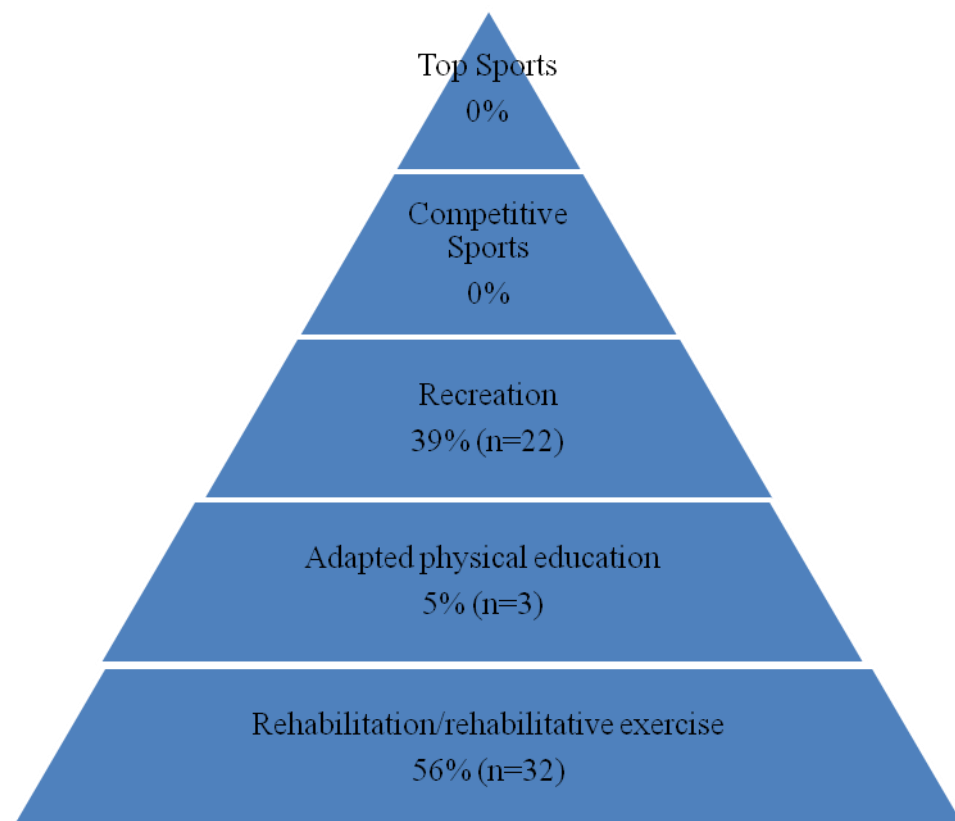 Top Sports
0%
Competitive
Sports
0%
Recreation
39% (n=22)
Adapted physical education
5% (n=3)
Rehabilitation/rehabilitative exercise
56% (n=32)